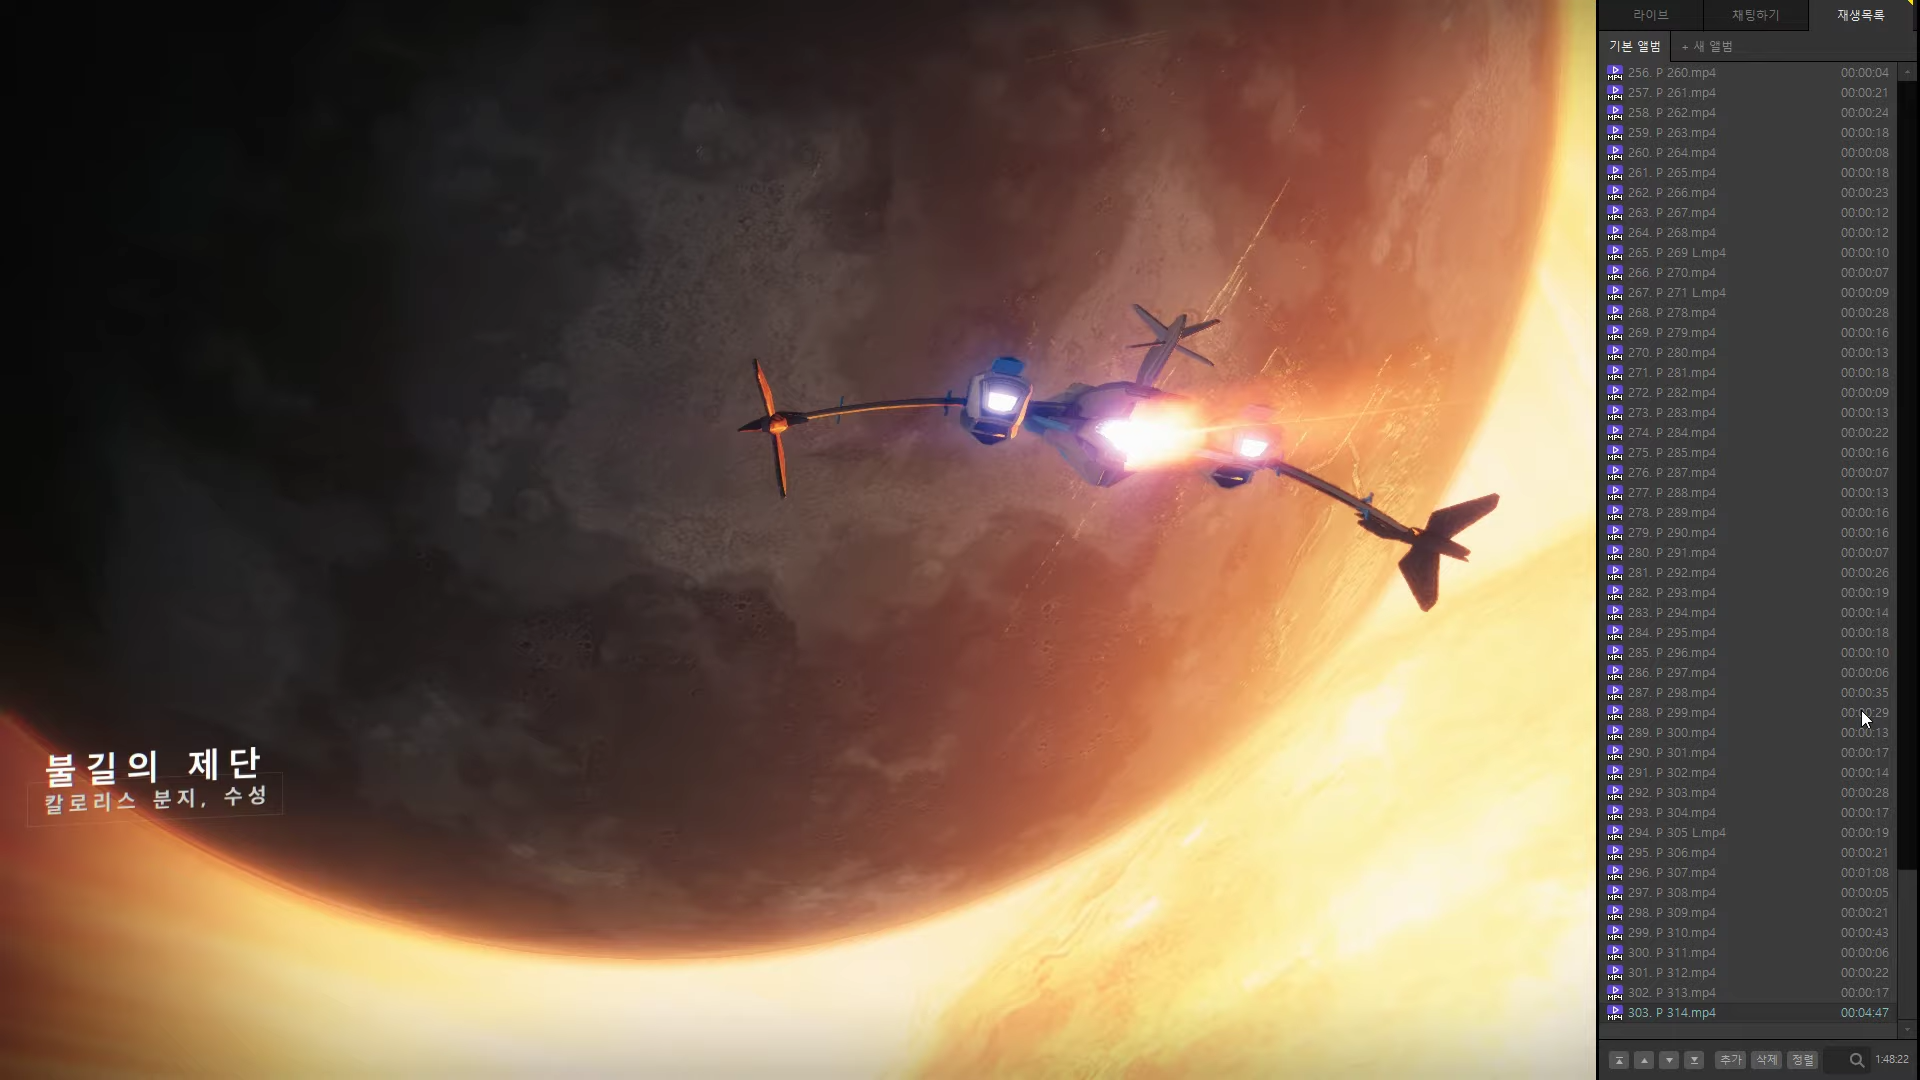 불길의 제단
칼로리스 분지, 수성
라이브 채팅하기 재생목록
기본 앨범 + 새 앨범
256. P 260.mp4 00:00:04
257. P 261.mp4 00:00:21
258. P 262.mp4 00:00:24
259. P 263.mp4 00:00:18
260. P 264.mp4 00:00:08
261. P 265.mp4 00:00:18
262. P 266.mp4 00:00:23
263. P 267.mp4 00:00:12
264. P 268.mp4 00:00:12
265. P 269 L.mp4 00:00:10
266. P 270.mp4 00:00:07
267. P 271 L.mp4 00:00:09
268. P 278.mp4 00:00:28
269. P 279.mp4 00:00:16
270. P 280.mp4 00:00:13
271. P 281.mp4 00:00:18
272. P 282.mp4 00:00:09
273. P 283.mp4 00:00:13
274. P 284.mp4 00:00:22
275. P 285.mp4 00:00:16
276. P 287.mp4 00:00:07
277. P 288.mp4 00:00:13
278. P 289.mp4 00:00:16
279. P 290.mp4 00:00:16
280. P 291.mp4 00:00:07
281. P 292.mp4 00:00:26
282. P 293.mp4 00:00:19
283. P 294.mp4 00:00:14
284. P 295.mp4 00:00:18
285. P 296.mp4 00:00:10
286. P 297.mp4 00:00:06
287. P 298.mp4 00:00:35
288. P 299.mp4 00:00:29
289. P 300.mp4 00:00:13
290. P 301.mp4 00:00:17
291. P 302.mp4 00:00:14
292. P 303.mp4 00:00:28
293. P 304.mp4 00:00:17
294. P 305 L.mp4 00:00:19
295. P 306.mp4 00:00:21
296. P 307.mp4 00:01:08
297. P 308.mp4 00:00:05
298. P 309.mp4 00:00:21
299. P 310.mp4 00:00:43
300. P 311.mp4 00:00:06
301. P 312.mp4 00:00:22
302. P 313.mp4 00:00:17
303. P 314.mp4 00:04:47
추가 삭제 정렬 1:48:22